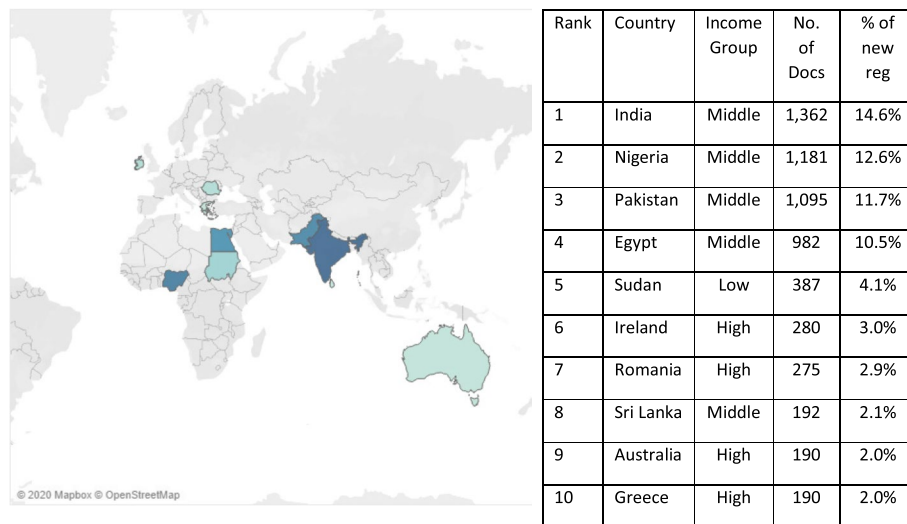 Rank Country Income Group No. of Docs % of new reg
1 India Middle 1,362 14.6%
2 Nigeria Middle 1,181 12.6%
3 Pakistan Middle 1,095 11.7%
4 Egypt Middle 982 10.5%
5 Sudan Low 387 4.1%
6 Ireland High 280 3.0%
7 Romania High 275 2.9%
8 Sri Lanka Middle 192 2.1%
9 Australia High 190 2.0%
10 Greece High 190 2.0%
© 2020 Mapbox © OpenStreetMap